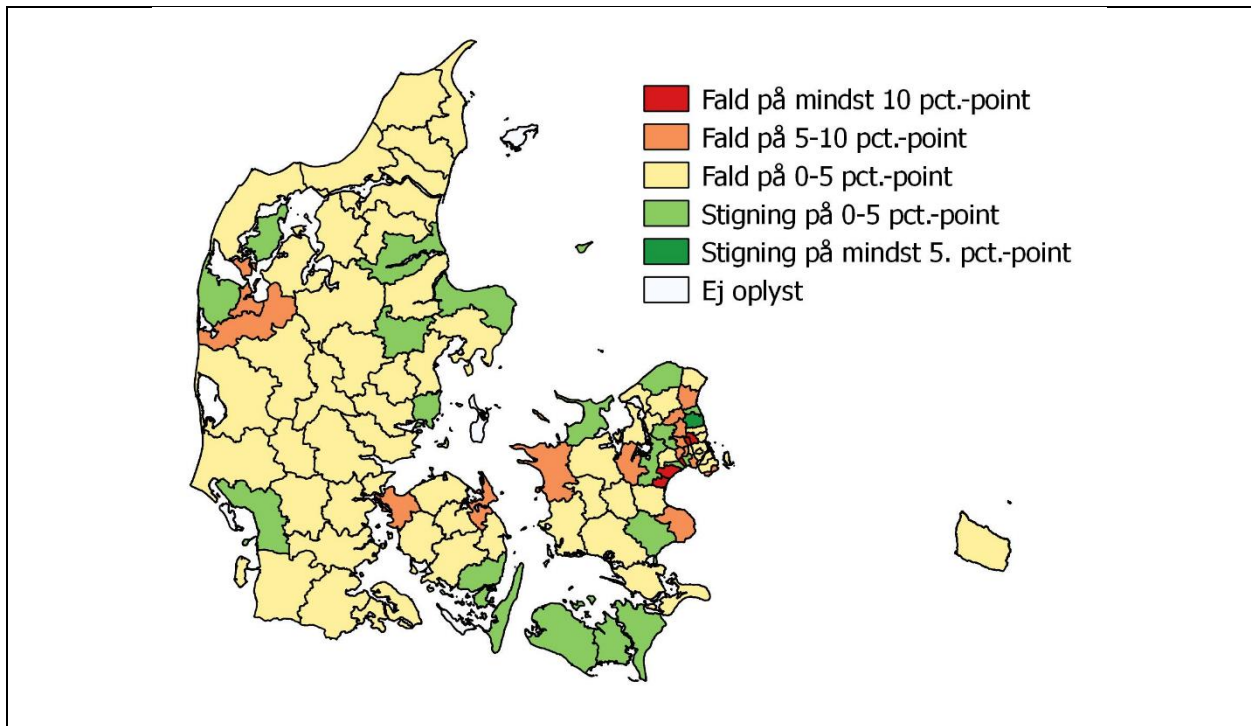 Fald på mindst 10 pct.-point
Fald på 5-10 pct.-point
Fald på 0-5 pct.-point
Stigning på 0-5 pct.-point
Stigning på mindst 5. pct.-point
Ej oplyst